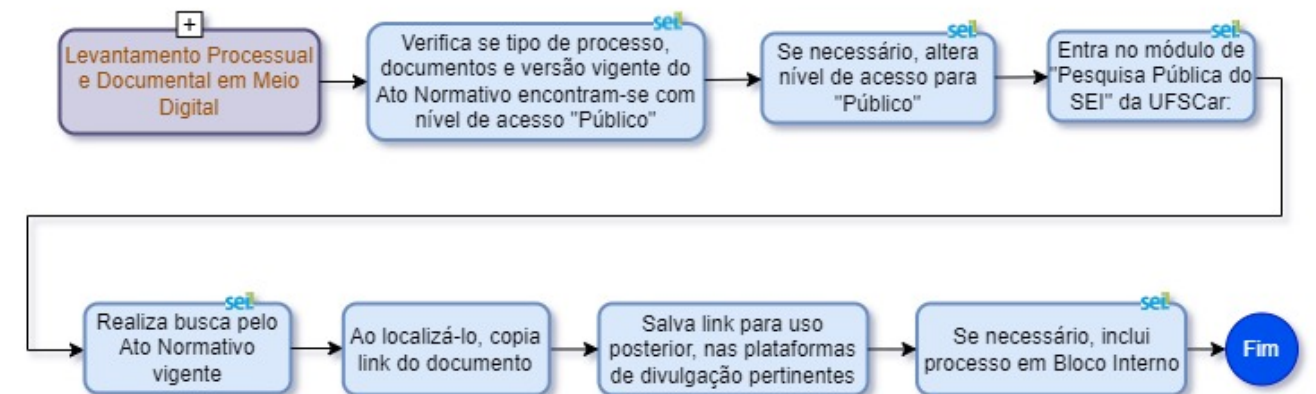 +
Levantamento Processual
e Documental em Meio
Digital
sei!
Verifica se tipo de processo,
documentos e versão vigente do
Ato Normativo encontram-se com
nível de acesso "Público"
sei!
Se necessário, altera
nível de acesso para
"Público"
sei!
Entra no módulo de
"Pesquisa Pública do
SEI" da UFSCar:
sei!
Realiza busca pelo
Ato Normativo
vigente
Ao localizá-lo, copia
link do documento
Salva link para uso
posterior, nas plataformas
de divulgação pertinentes
sei!
Se necessário, inclui
processo em Bloco Interno
Fim